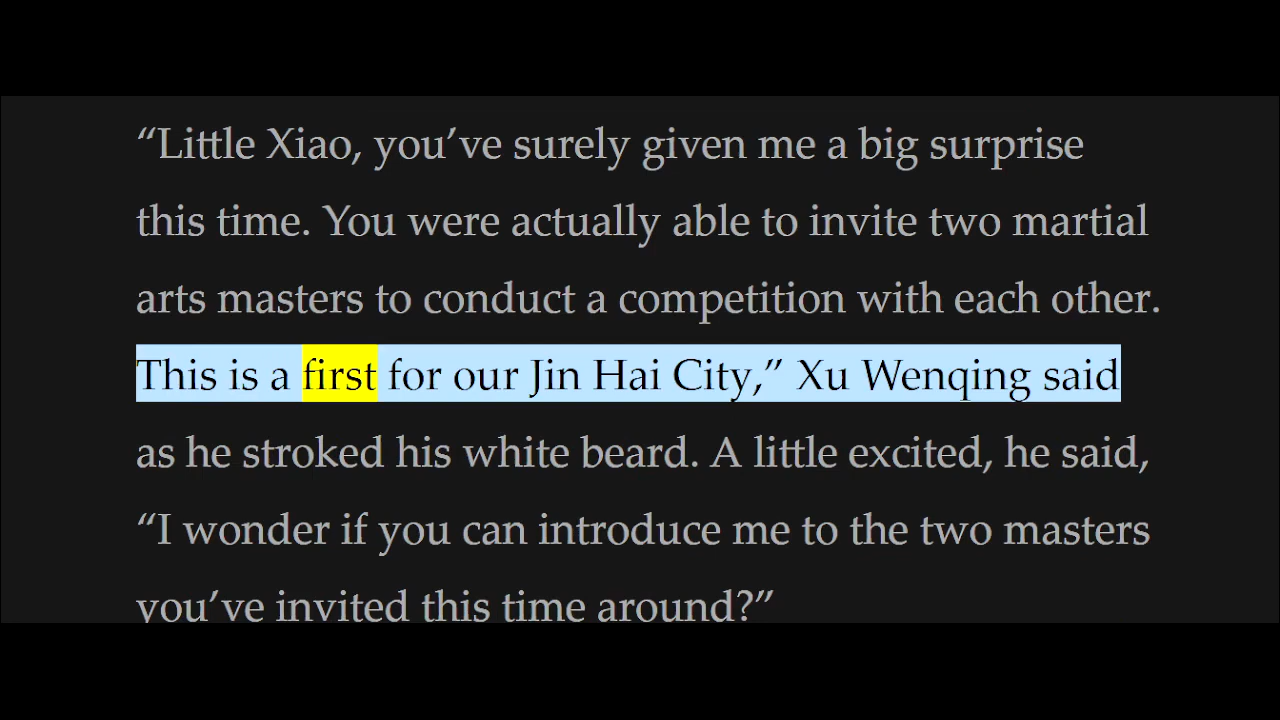 “Little Xiao, you’ve surely given me a big surprise
this time. You were actually able to invite two martial
arts masters to conduct a competition with each other.
This is a first for our Jin Hai City,” Xu Wenqing said
as he stroked his white beard. A little excited, he said,
“I wonder if you can introduce me to the two masters
you’ve invited this time around?”